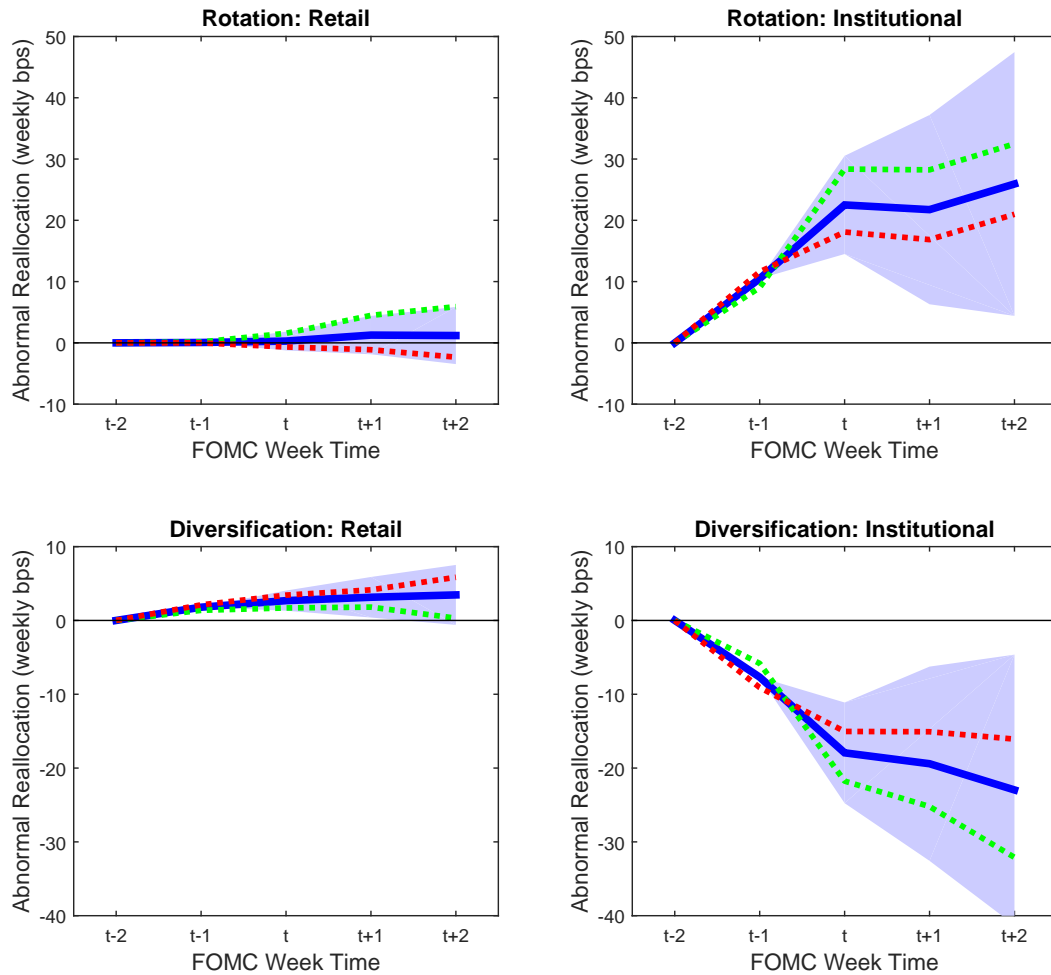 Rotation: Retail
Abnormal Reallocation (weekly bps)
50
40
30
20
10
0
-10
t-2 t-1 t t+1 t+2
FOMC Week Time
Rotation: Institutional
Abnormal Reallocation (weekly bps)
50
40
30
20
10
0
-10
t-2 t-1 t t+1 t+2
FOMC Week Time
Diversification: Retail
Abnormal Reallocation (weekly bps)
10
0
-10
-20
-30
-40
t-2 t-1 t t+1 t+2
FOMC Week Time
Diversification: Institutional
Abnormal Reallocation (weekly bps)
10
0
-10
-20
-30
-40
t-2 t-1 t t+1 t+2
FOMC Week Time